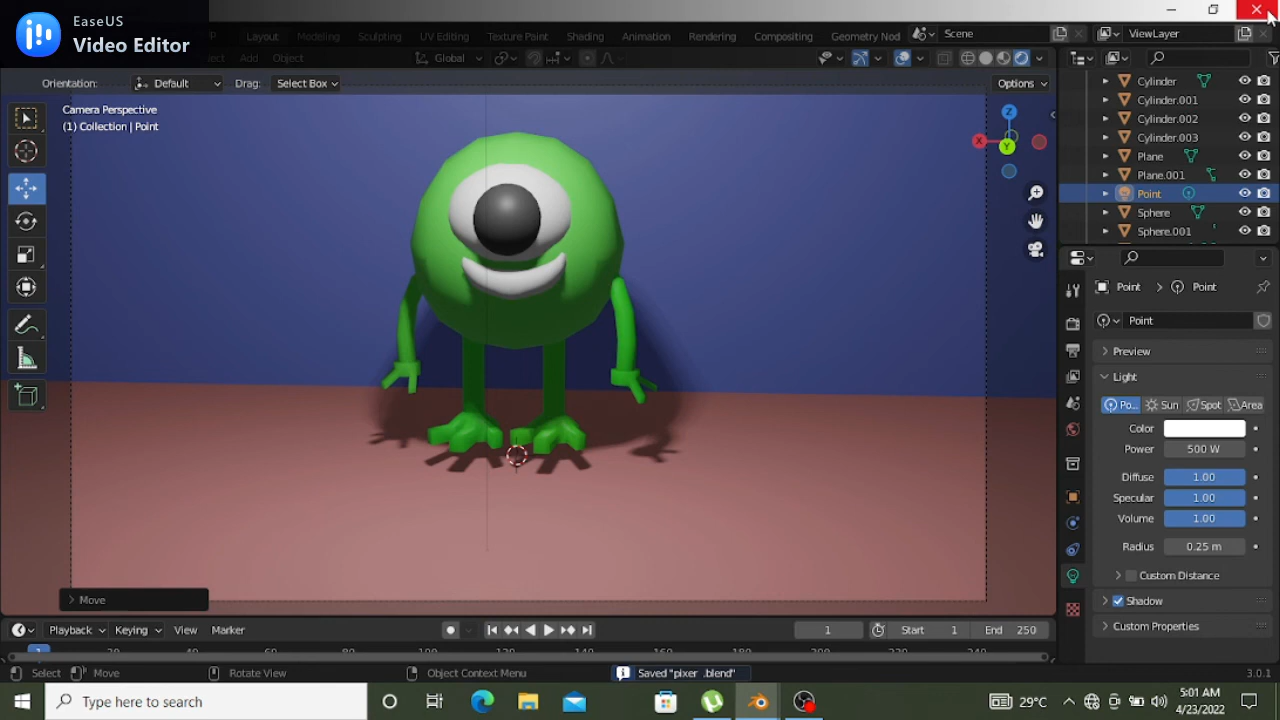 EaseUS
Video Editor
Layout Modeling Sculpting UV Editing Texture Paint Shading Animation Rendering Compositing Geometry Nod Scene ViewLayer
Add Object Global
Orientation: Default Drag: Select Box Options
Camera Perspective
(1) Collection | Point
Z
X
Y
Cylinder
Cylinder.001
Cylinder.002
Cylinder.003
Plane
Plane.001
Point
Sphere
Sphere.001
Point > Point
Point
Preview
Light
Po... Sun Spot Area
Color
Power 500 W
Diffuse 1.00
Specular 1.00
Volume 1.00
Radius 0.25 m
Custom Distance
Shadow
Custom Properties
> Move
Playback Keying View Marker 1 Start 1 End 250
Select Move Rotate View Object Context Menu Saved "pixer .blend" 3.0.1
Type here to search
29°C
5:01 AM
4/23/2022